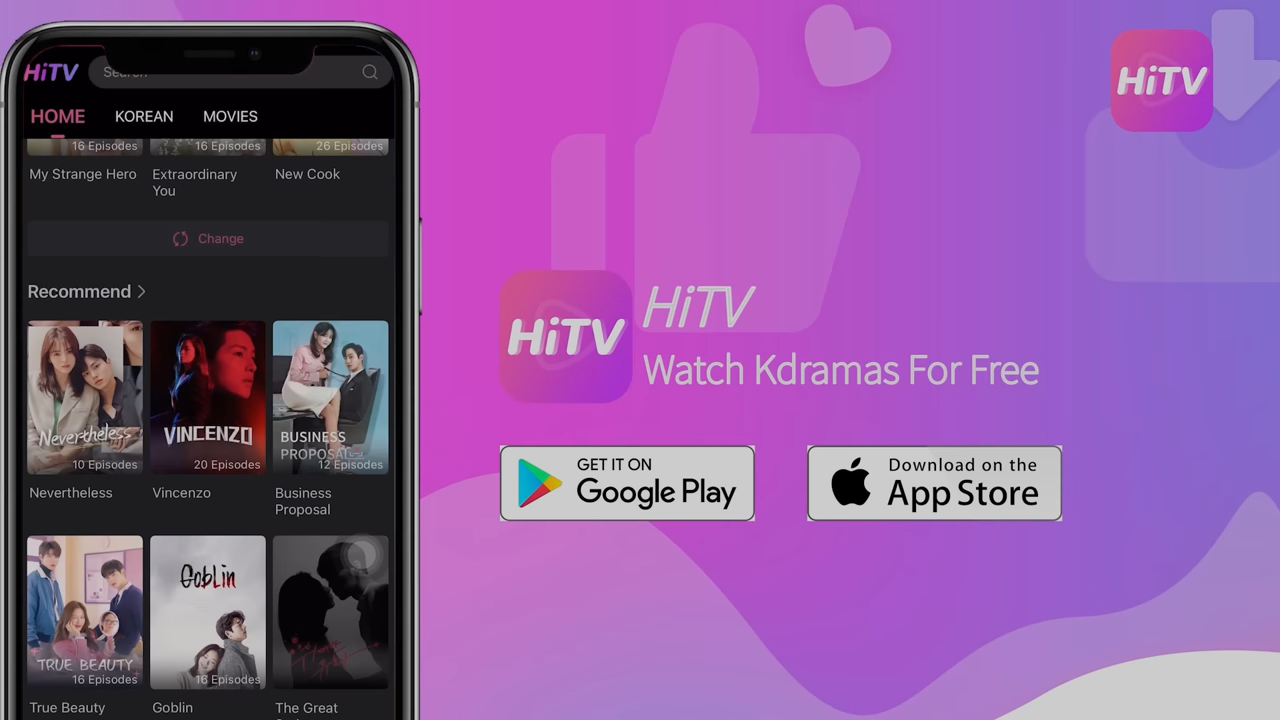 HiTV
Search
HOME
KOREAN
MOVIES
16 Episodes
16 Episodes
26 Episodes
My Strange Hero
Extraordinary
You
New Cook
Change
Recommend
Nevertheless
10 Episodes
VINCENZO
20 Episodes
BUSINESS
PROPOSAL
12 Episodes
Nevertheless
Vincenzo
Business
Proposal
TRUE BEAUTY
16 Episodes
Goblin
16 Episodes
True Beauty
Goblin
The Great
HiTV
HiTV
HiTV
Watch Kdramas For Free
GET IT ON
Google Play
Download on the
App Store